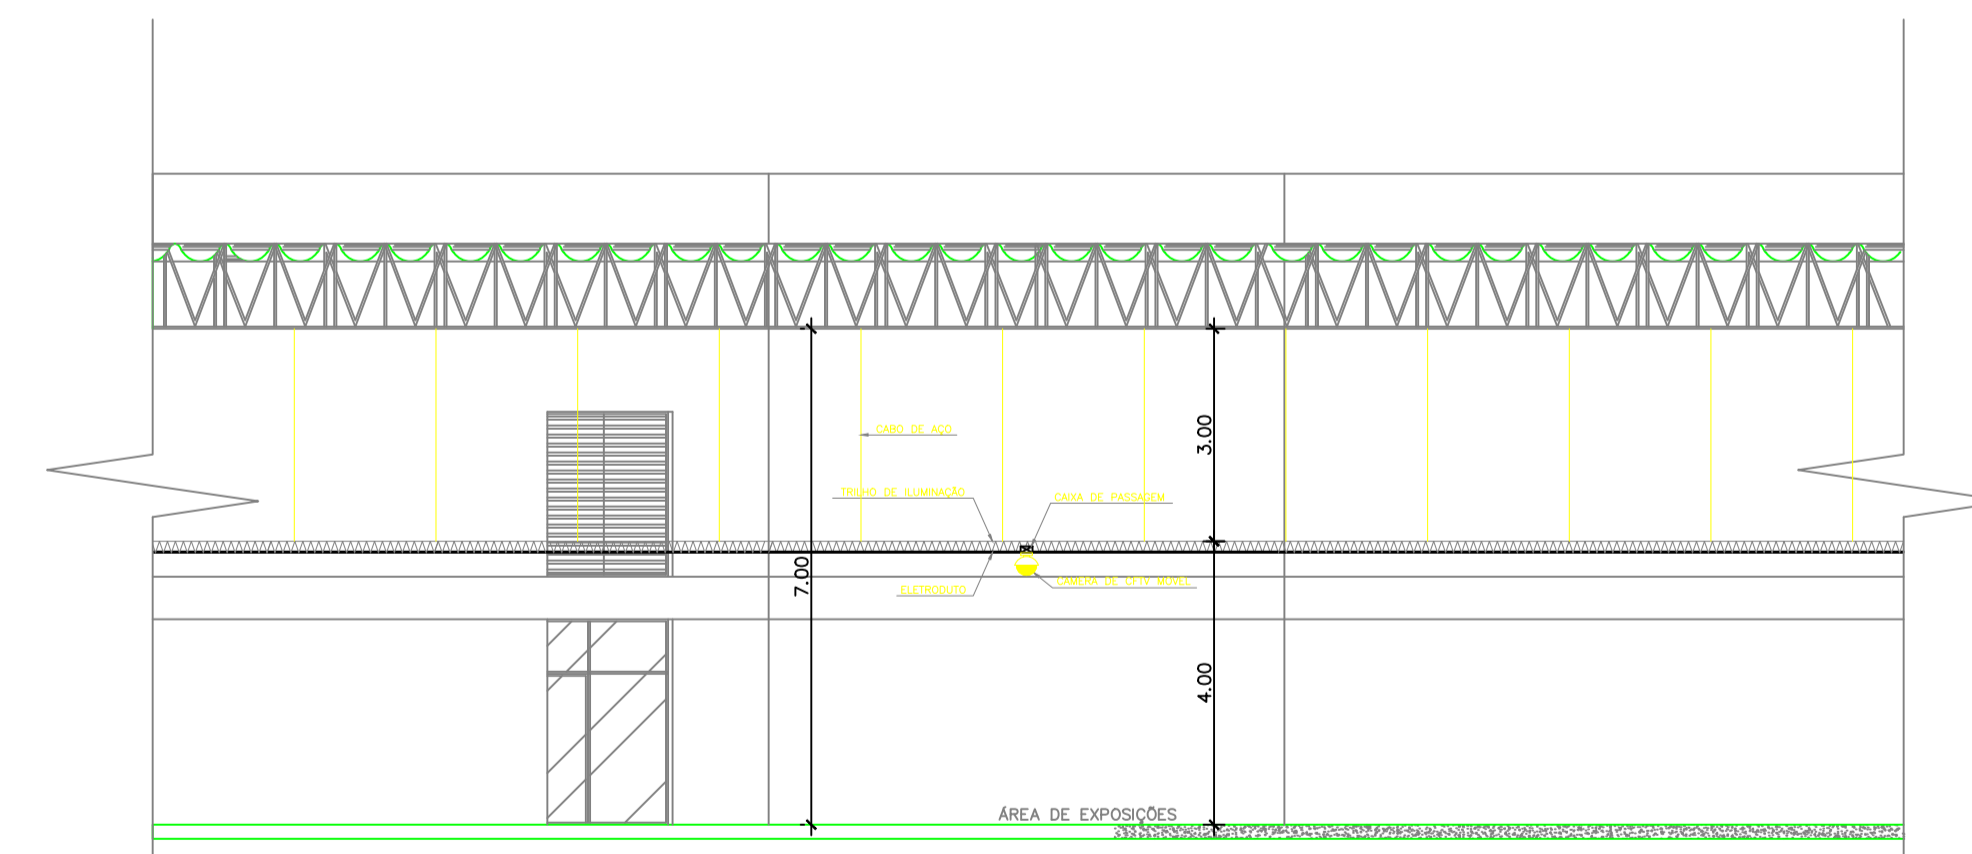 CABO DE AÇO
3.00
TRILHO DE ILUMINAÇÃO
CAIXA DE PASSAGEM
7.00
CAMERA DE CFTV MOVEL
ELETRODUTO
4.00
ÁREA DE EXPOSIÇÕES